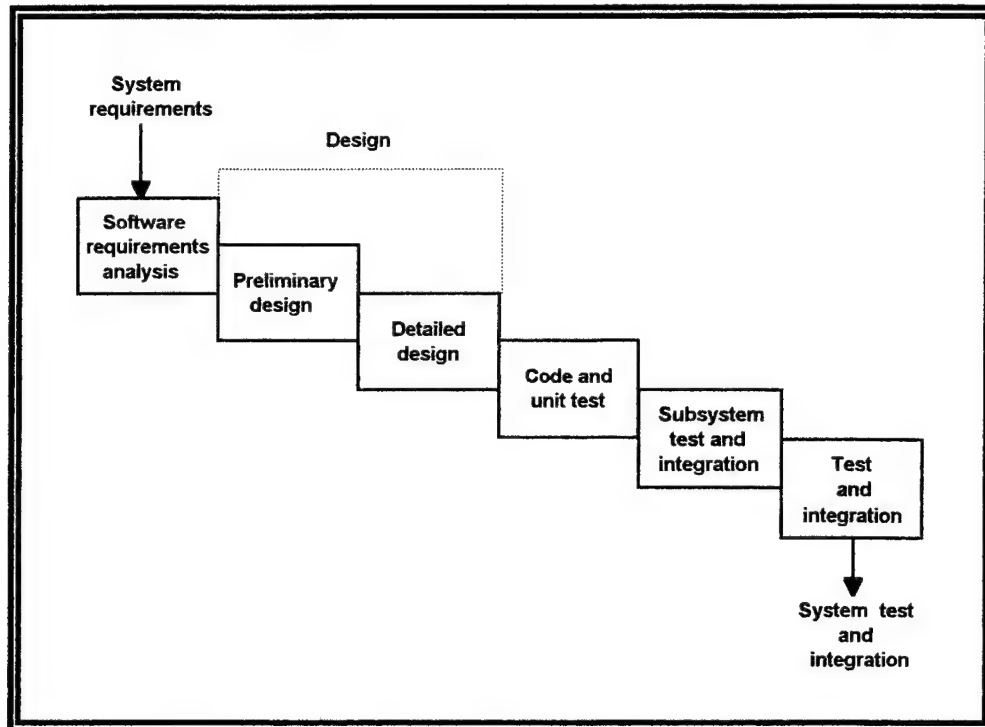 System
requirements
Design
Software
requirements
analysis
Preliminary
design
Detailed
design
Code and
unit test
Subsystem
test and
integration
Test
and
integration
System test
and
integration